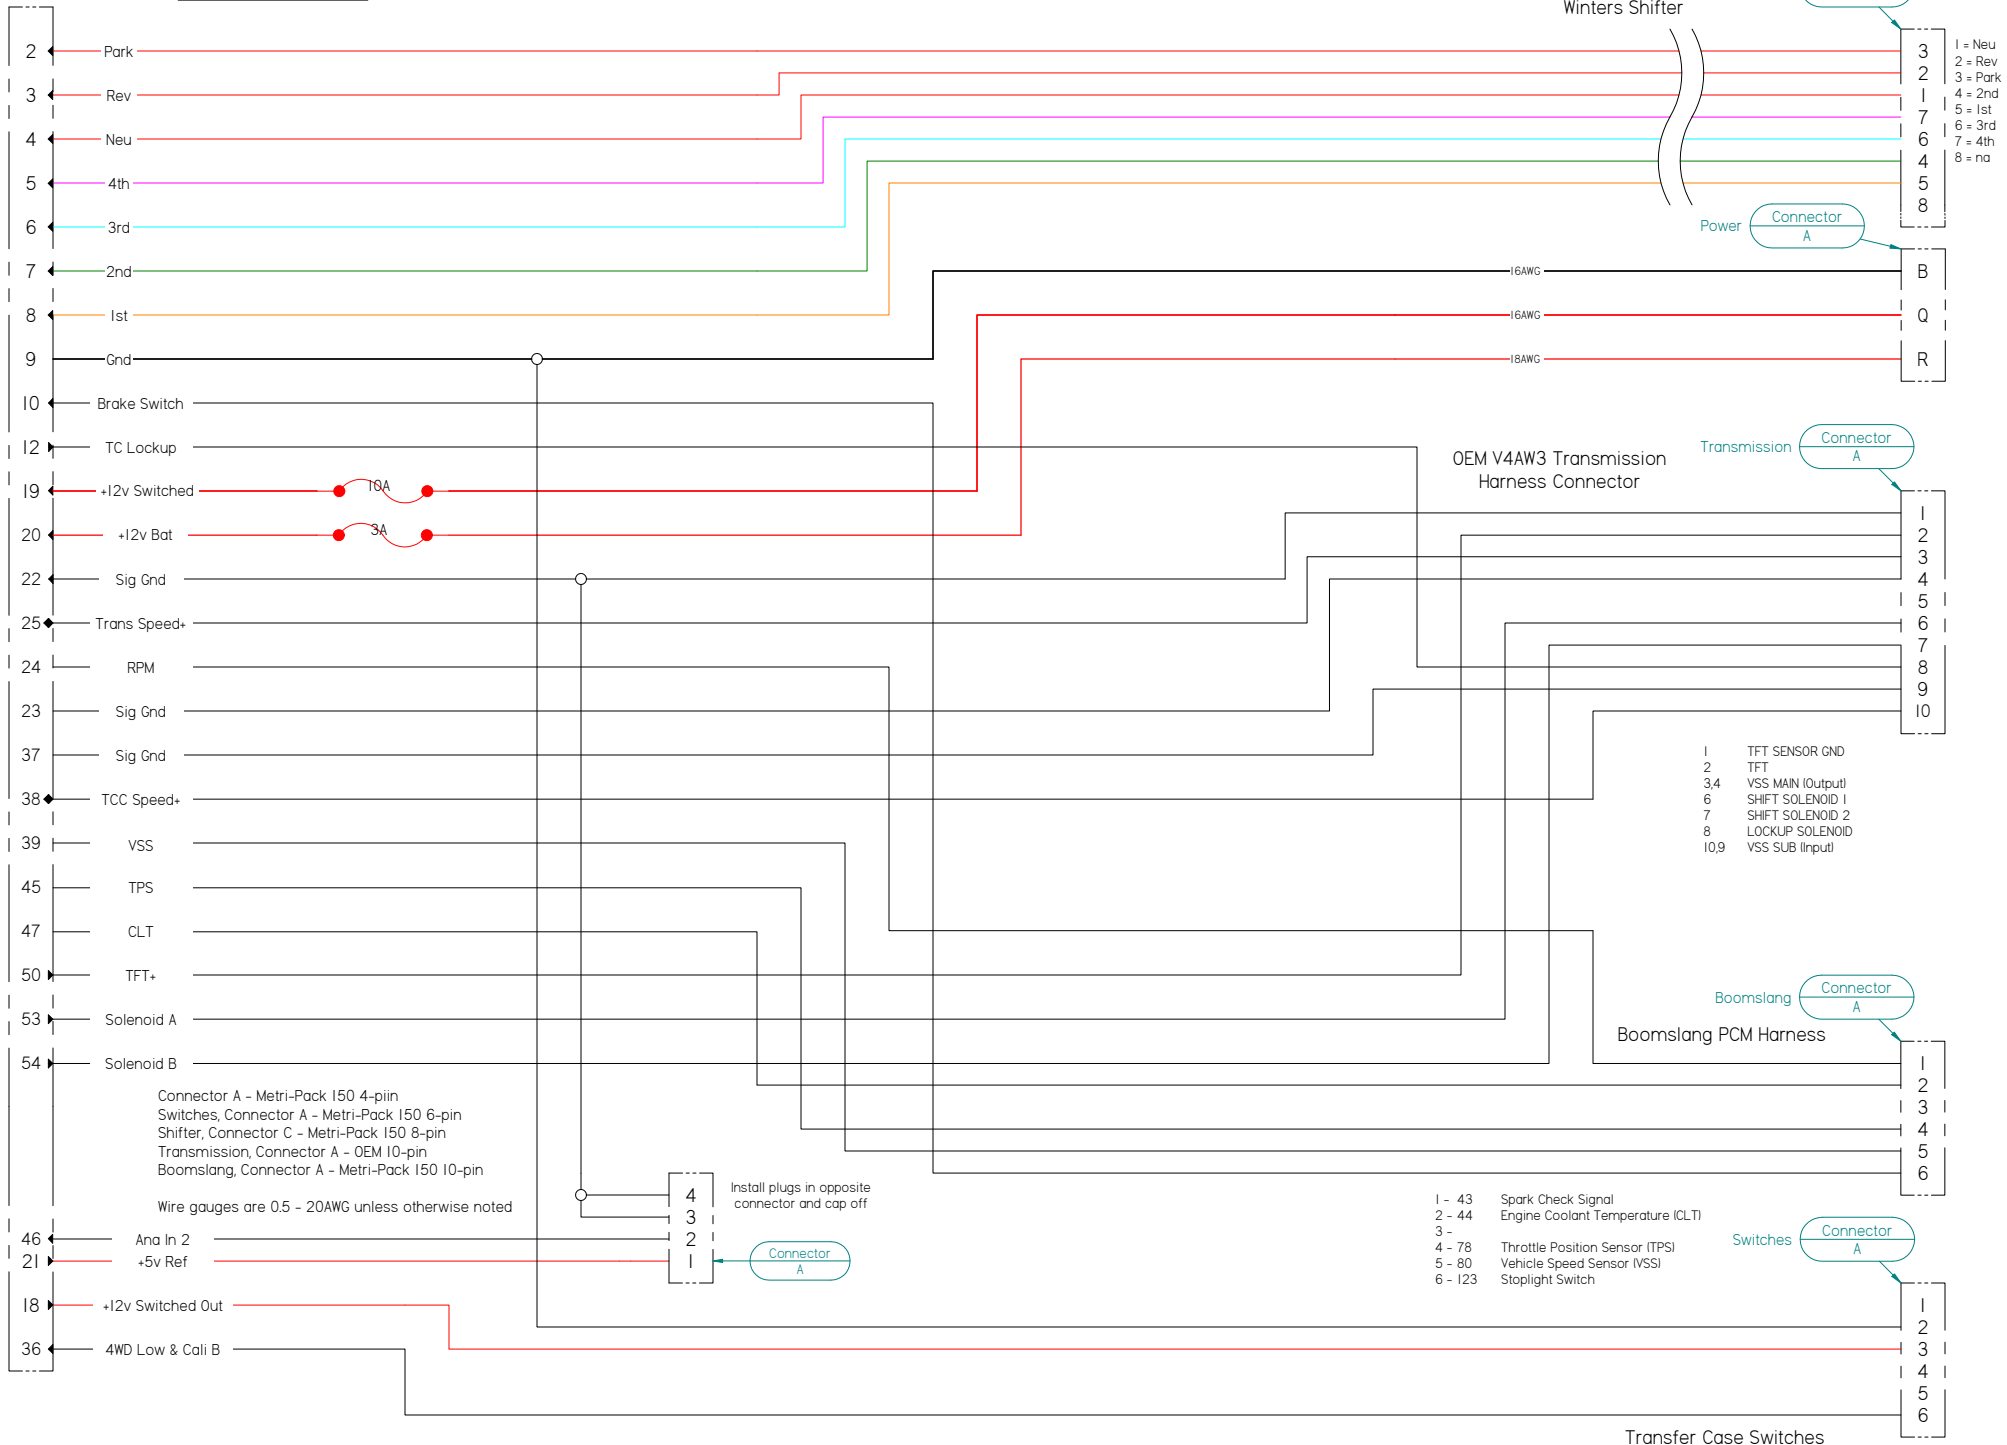 Winters Shifter
2 Park
3 Rev
4 Neu
5 4th
6 3rd
7 2nd
8 1st
9 Gnd
10 Brake Switch
12 TC Lockup
19 +12v Switched 10A
20 +12v Bat 3A
22 Sig Gnd
25 Trans Speed+
24 RPM
23 Sig Gnd
37 Sig Gnd
38 TCC Speed+
39 VSS
45 TPS
47 CLT
50 TFT+
53 Solenoid A
54 Solenoid B
Connector A - Metri-Pack 150 4-piin
Switches, Connector A - Metri-Pack 150 6-pin
Shifter, Connector C - Metri-Pack 150 8-pin
Transmission, Connector A - OEM 10-pin
Boomslang, Connector A - Metri-Pack 150 10-pin
Wire gauges are 0.5 - 20AWG unless otherwise noted
46 Ana In 2
21 +5v Ref
18 +12v Switched Out
36 4WD Low & Cali B
4
3
2
1
Install plugs in opposite
connector and cap off
Connector
A
3
2
1
7
6
4
5
8
1 = Neu
2 = Rev
3 = Park
4 = 2nd
5 = 1st
6 = 3rd
7 = 4th
8 = na
Power
Connector
A
16AWG B
16AWG Q
18AWG R
OEM V4AW3 Transmission
Harness Connector
Transmission
Connector
A
1
2
3
4
5
6
7
8
9
10
1 TFT SENSOR GND
2 TFT
3,4 VSS MAIN (Output)
6 SHIFT SOLENOID 1
7 SHIFT SOLENOID 2
8 LOCKUP SOLENOID
10,9 VSS SUB (Input)
Boomslang
Connector
A
Boomslang PCM Harness
1
2
3
4
5
6
1 - 43 Spark Check Signal
2 - 44 Engine Coolant Temperature (CLT)
3 -
4 - 78 Throttle Position Sensor (TPS)
5 - 80 Vehicle Speed Sensor (VSS)
6 - 123 Stoplight Switch
Switches
Connector
A
1
2
3
4
5
6
Transfer Case Switches